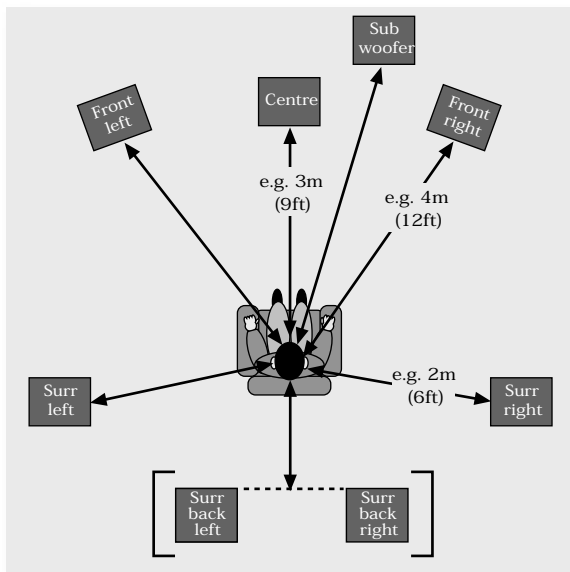 Sub
woofer
Front
left
Centre
Front
right
e.g. 3m
(9ft)
e.g. 4m
(12ft)
Surr
left
e.g. 2m
(6ft)
Surr
right
Surr
back
left
Surr
back
right